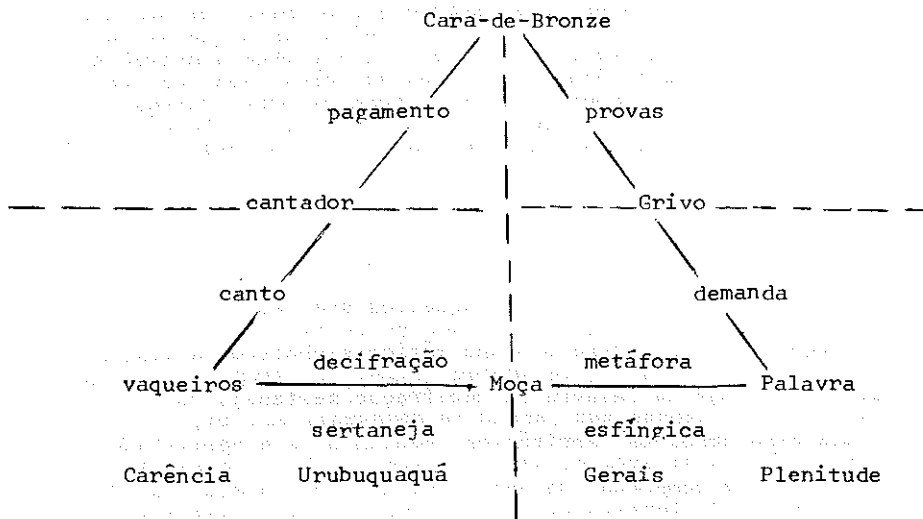 Cara-de-Bronze
pagamento provas
cantador Grivo
canto demanda
decifração metáfora
vaqueiros Moça Palavra
sertaneja esfíngica
Carência Urubuquaquá Gerais Plenitude